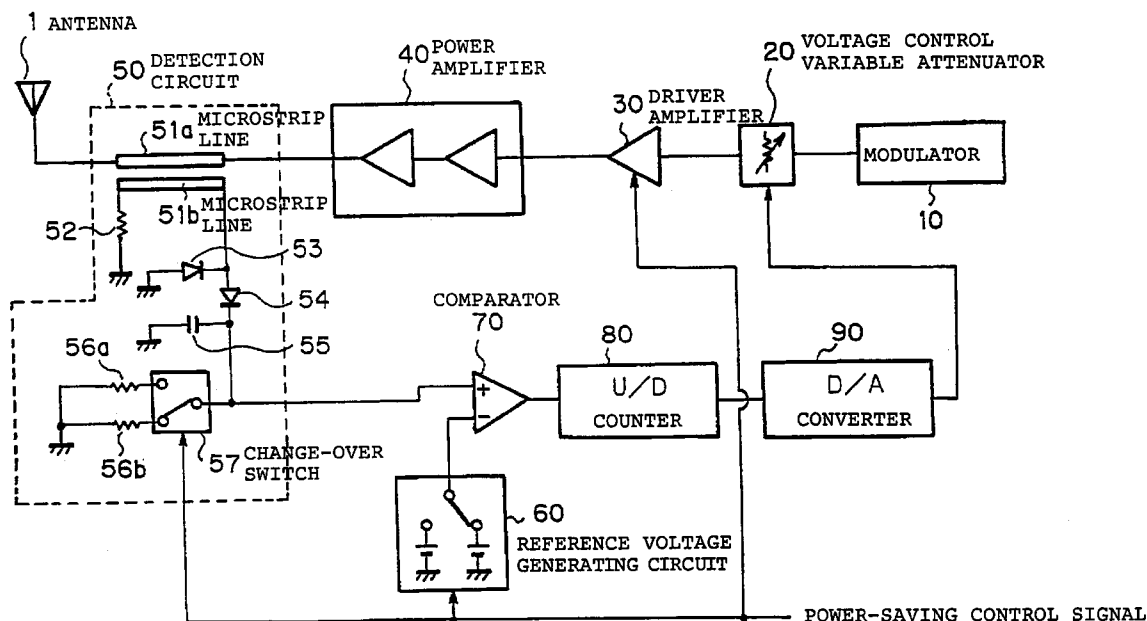 1 ANTENNA
50 DETECTION
CIRCUIT
51a MICROSTRIP
LINE
51b MICROSTRIP
LINE
52
53
54
55
56a
56b
57 CHANGE-OVER
SWITCH
40 POWER
AMPLIFIER
30 DRIVER
AMPLIFIER
20 VOLTAGE CONTROL
VARIABLE ATTENUATOR
MODULATOR
10
COMPARATOR
70
+
−
80
U/D
COUNTER
90
D/A
CONVERTER
60
REFERENCE VOLTAGE
GENERATING CIRCUIT
POWER-SAVING CONTROL SIGNAL